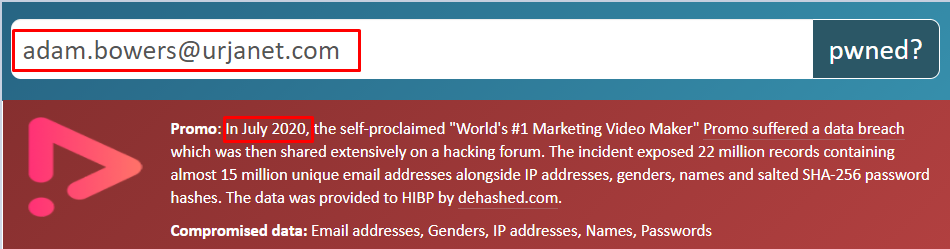 adam.bowers@urjanet.com
pwned?
Promo: In July 2020, the self-proclaimed "World's #1 Marketing Video Maker" Promo suffered a data breach
which was then shared extensively on a hacking forum. The incident exposed 22 million records containing
almost 15 million unique email addresses alongside IP addresses, genders, names and salted SHA-256 password
hashes. The data was provided to HIBP by dehashed.com.
Compromised data: Email addresses, Genders, IP addresses, Names, Passwords